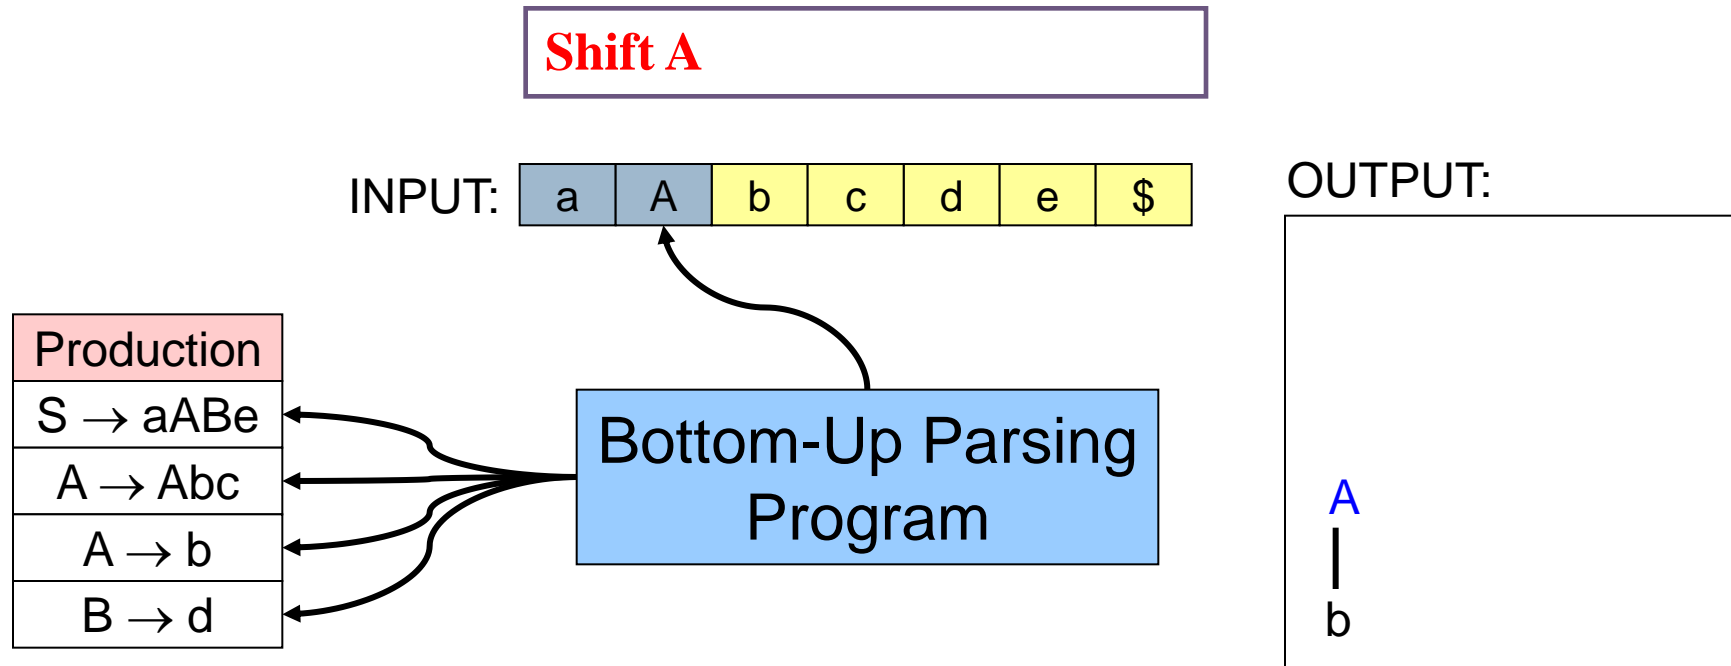 Shift A
INPUT: a A b c d e $
OUTPUT:
Production
S → aABe
A → Abc
A → b
B → d
Bottom-Up Parsing
Program
A
b